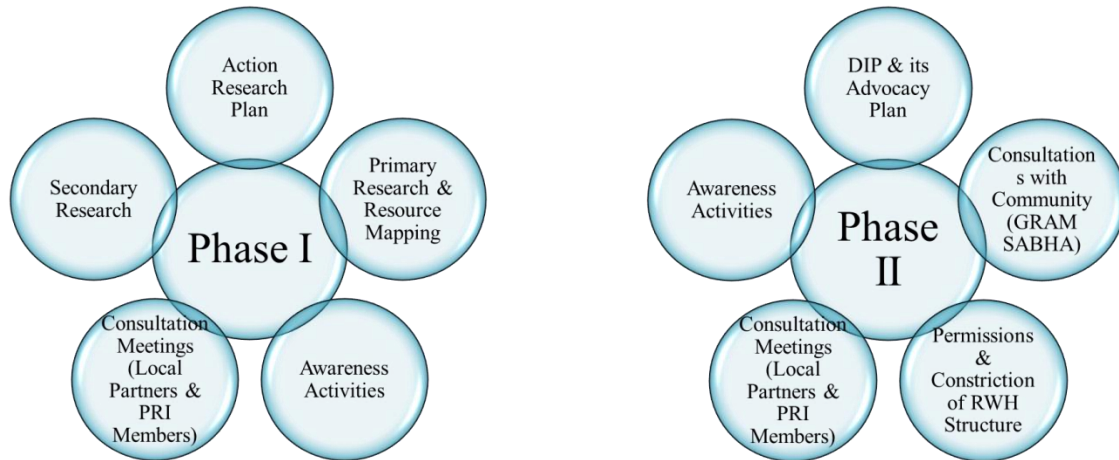 Action
Research
Plan
Primary
Research &
Resource
Mapping
Awareness
Activities
Consultation
Meetings
(Local
Partners &
PRI
Members)
Secondary
Research
Phase I
DIP & its
Advocacy
Plan
Consultation
s with
Community
(GRAM
SABHA)
Permissions
&
Constriction
of RWH
Structure
Consultation
Meetings
(Local
Partners &
PRI
Members)
Awareness
Activities
Phase
II